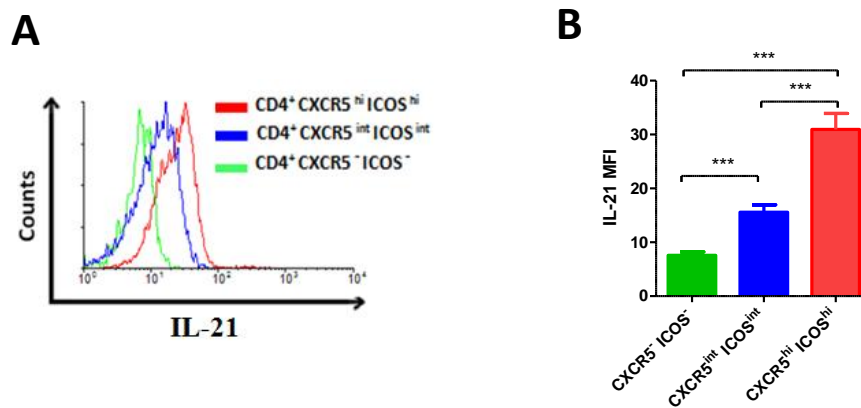 A
CD4⁺ CXCR5 ʰⁱ ICOS ʰⁱ
CD4⁺ CXCR5 ⁱⁿᵗ ICOS ⁱⁿᵗ
CD4⁺ CXCR5 ⁻ ICOS ⁻
Counts
10⁰ 10¹ 10² 10³ 10⁴
IL-21
B
***
***
***
IL-21 MFI
40
30
20
10
0
CXCR5⁻ ICOS⁻
CXCR5ⁱⁿᵗ ICOSⁱⁿᵗ
CXCR5ʰⁱ ICOSʰⁱ